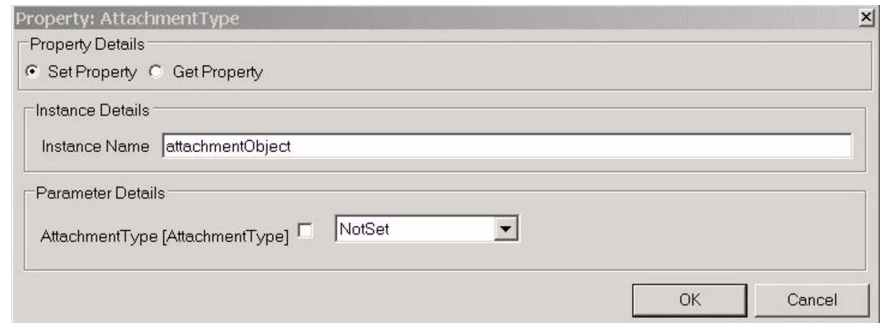 Property: AttachmentType
Property Details
Set Property Get Property
Instance Details
Instance Name attachmentObject
Parameter Details
AttachmentType [AttachmentType] NotSet
OK Cancel